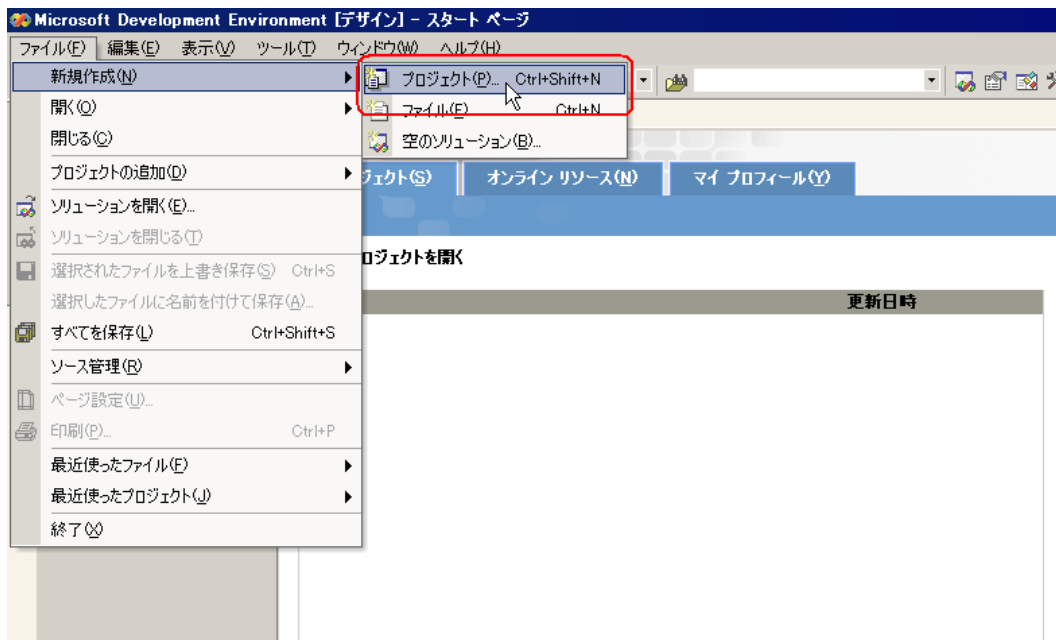 Microsoft Development Environment [デザイン] - スタート ページ
ファイル(F) 編集(E) 表示(V) ツール(T) ウィンドウ(W) ヘルプ(H)
新規作成(N)
プロジェクト(P)... Ctrl+Shift+N
ファイル(F)... Ctrl+N
空のソリューション(B)...
開く(O)
閉じる(C)
プロジェクトの追加(D)
ソリューションを開く(E)...
ソリューションを閉じる(T)
選択されたファイルを上書き保存(S) Ctrl+S
選択したファイルに名前を付けて保存(A)...
すべてを保存(L) Ctrl+Shift+S
ソース管理(R)
ページ設定(U)...
印刷(P)... Ctrl+P
最近使ったファイル(F)
最近使ったプロジェクト(J)
終了(X)
ジェクト(S) オンライン リソース(N) マイ プロフィール(Y)
ロジェクトを開く
更新日時